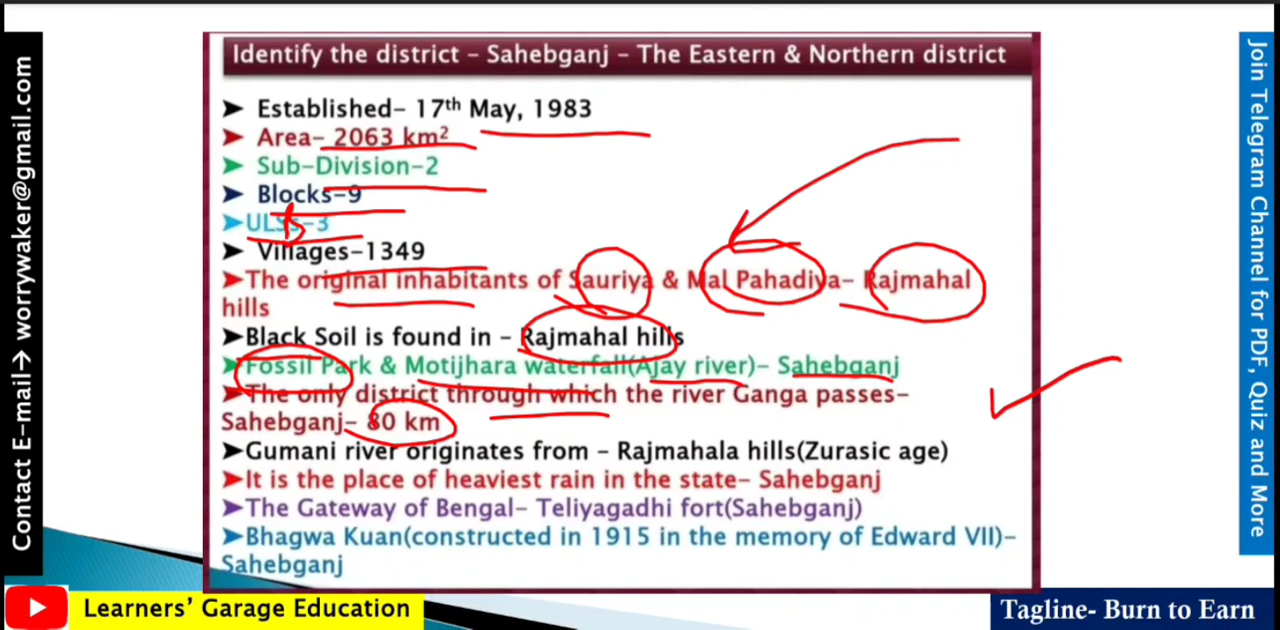 Identify the district – Sahebganj – The Eastern & Northern district
Established– 17th May, 1983
Area– 2063 km²
Sub-Division-2
Blocks-9
ULSs-3
Villages-1349
The original inhabitants of Sauriya & Mal Pahadiya– Rajmahal
hills
Black Soil is found in – Rajmahal hills
Fossil Park & Motijhara waterfall(Ajay river)– Sahebganj
The only district through which the river Ganga passes–
Sahebganj– 80 km
Gumani river originates from – Rajmahala hills(Zurasic age)
It is the place of heaviest rain in the state– Sahebganj
The Gateway of Bengal– Teliyagadhi fort(Sahebganj)
Bhagwa Kuan(constructed in 1915 in the memory of Edward VII)–
Sahebganj
Contact E-mail→ worrywaker@gmail.com
Join Telegram Channel for PDF, Quiz and More
Learners’ Garage Education
Tagline- Burn to Earn